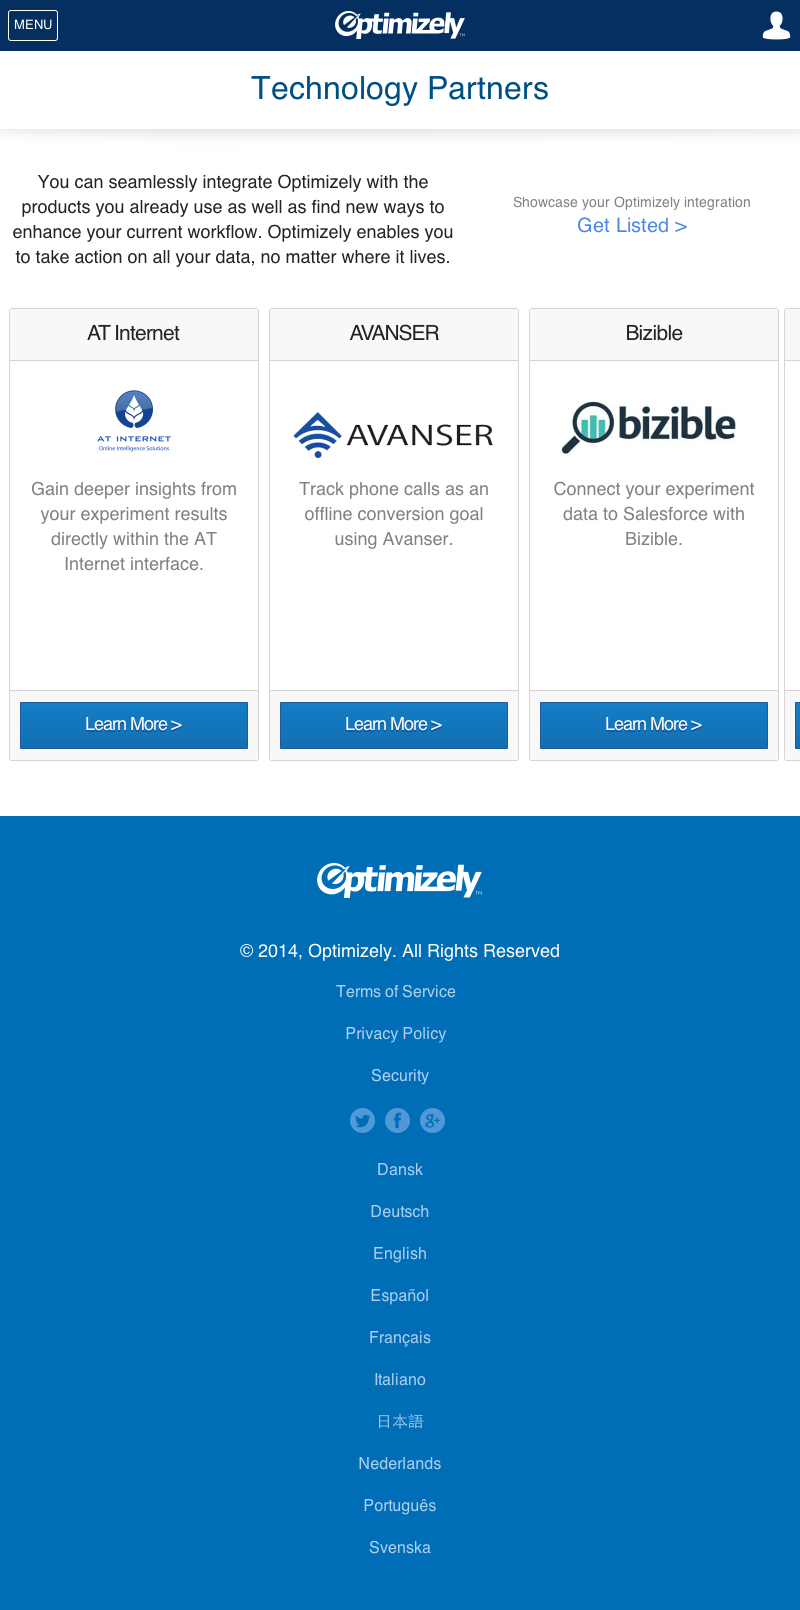 MENU
Optimizely
Technology Partners
You can seamlessly integrate Optimizely with the
products you already use as well as find new ways to
enhance your current workflow. Optimizely enables you
to take action on all your data, no matter where it lives.
Showcase your Optimizely integration
Get Listed >
AT Internet
AT INTERNET
Online Intelligence Solutions
Gain deeper insights from
your experiment results
directly within the AT
Internet interface.
Learn More >
AVANSER
AVANSER
Track phone calls as an
offline conversion goal
using Avanser.
Learn More >
Bizible
bizible
Connect your experiment
data to Salesforce with
Bizible.
Learn More >
Optimizely™
© 2014, Optimizely. All Rights Reserved
Terms of Service
Privacy Policy
Security
Dansk
Deutsch
English
Español
Français
Italiano
日本語
Nederlands
Português
Svenska